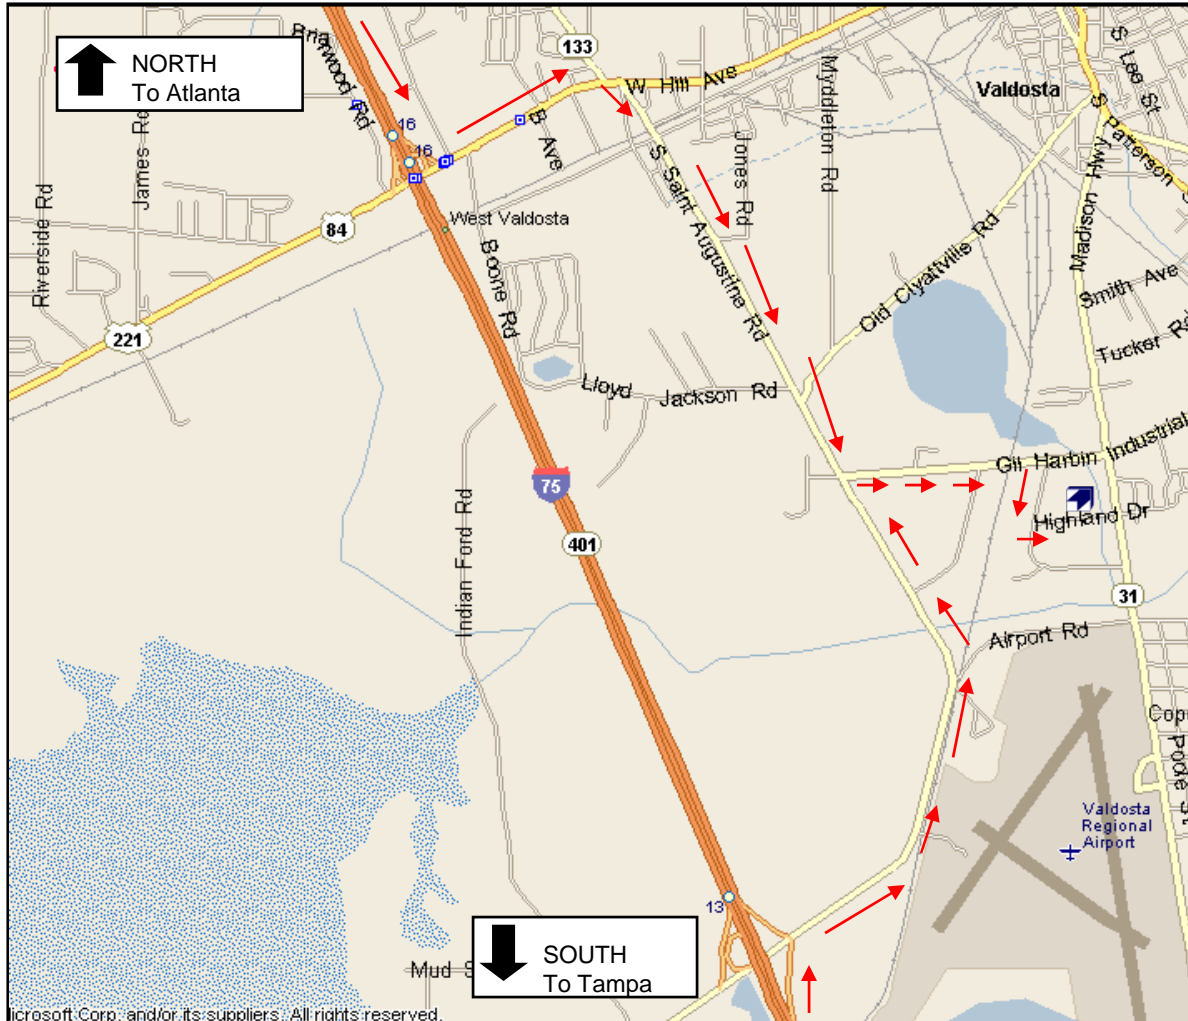 NORTH
To Atlanta
Briarwood Rd
133
W Hill Ave
Myddleton Rd
Valdosta
S Lee St
S Patterson
James Rd
16
16
B Ave
Jones Rd
Madison Hwy
Riverside Rd
84
West Valdosta
S Saint Augustine Rd
Old Clyattville Rd
Smith Ave
Boone Rd
221
Tucker Rd
Lloyd Jackson Rd
Gil Harbin Industrial
75
Highland Dr
401
Indian Ford Rd
31
Airport Rd
Valdosta
Regional
Airport
13
SOUTH
To Tampa
Mud
icrosoft Corp. and/or its suppliers. All rights reserved.